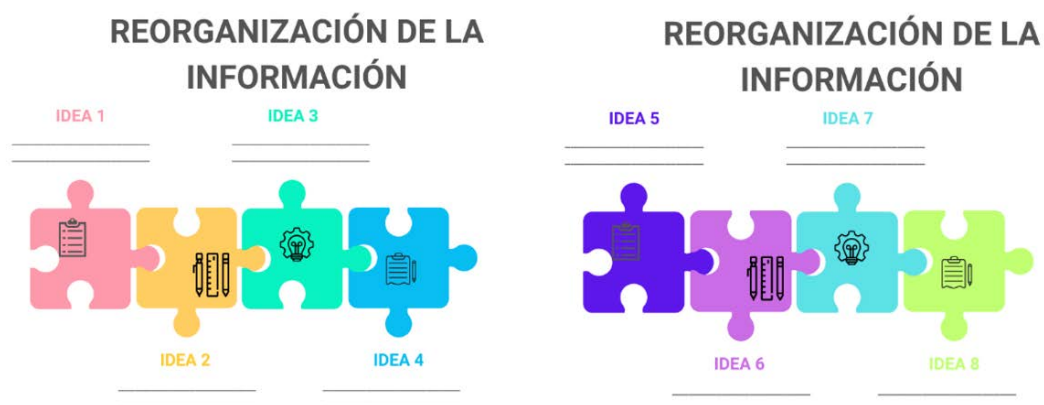 REORGANIZACIÓN DE LA
INFORMACIÓN
IDEA 1
IDEA 3
IDEA 2
IDEA 4
REORGANIZACIÓN DE LA
INFORMACIÓN
IDEA 5
IDEA 7
IDEA 6
IDEA 8